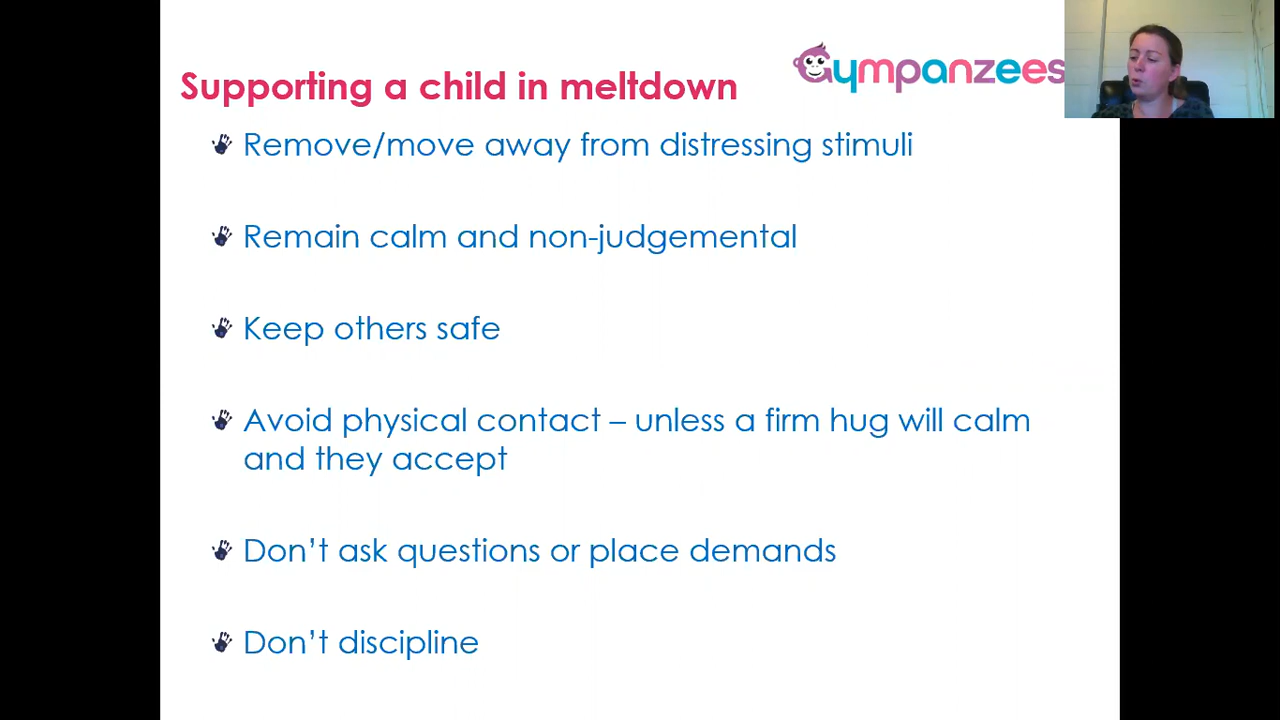 Gympanzees
Supporting a child in meltdown
Remove/move away from distressing stimuli
Remain calm and non-judgemental
Keep others safe
Avoid physical contact – unless a firm hug will calm
and they accept
Don’t ask questions or place demands
Don’t discipline